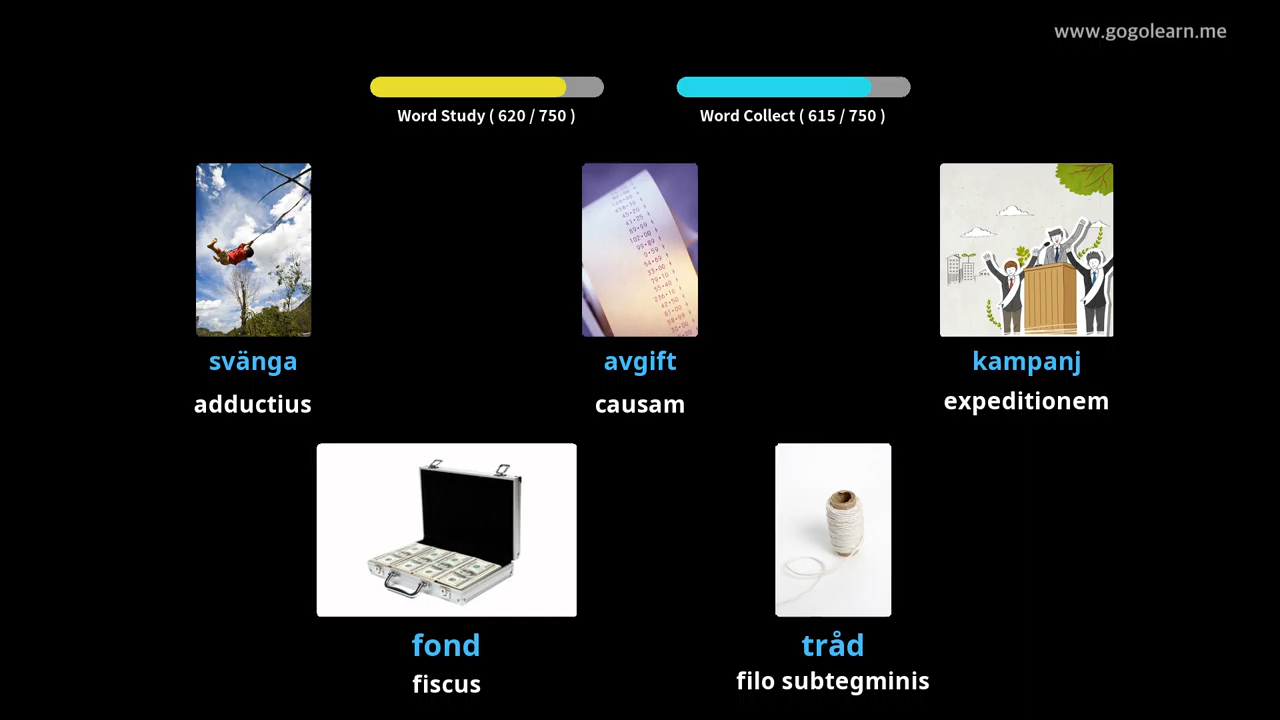 www.gogolearn.me
Word Study ( 620 / 750 )
Word Collect ( 615 / 750 )
svänga
avgift
kampanj
adductius
causam
expeditionem
fond
tråd
fiscus
filo subtegminis